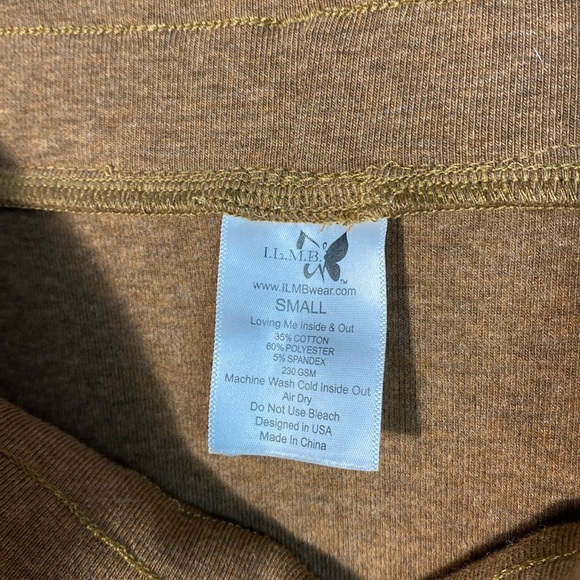 I.L.M.B.
TM
www.ILMBwear.com
SMALL
Loving Me Inside & Out
35% COTTON
60% POLYESTER
5% SPANDEX
230 GSM
Machine Wash Cold Inside Out
Air Dry
Do Not Use Bleach
Designed in USA
Made In China